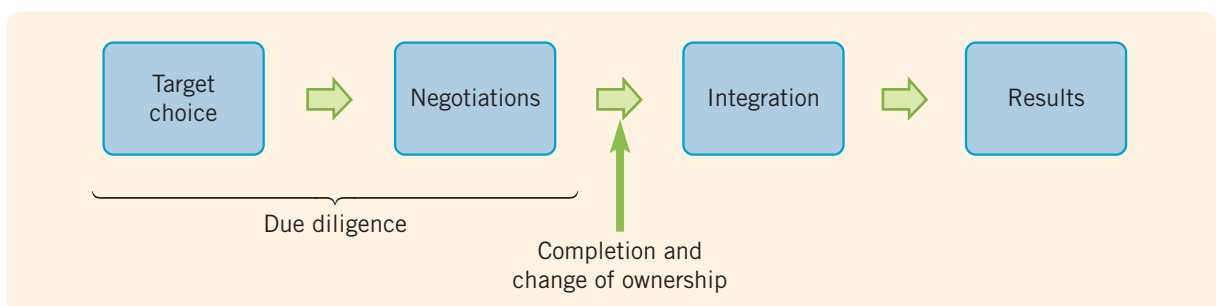 Target
choice
Negotiations
Integration
Results
Due diligence
Completion and
change of ownership